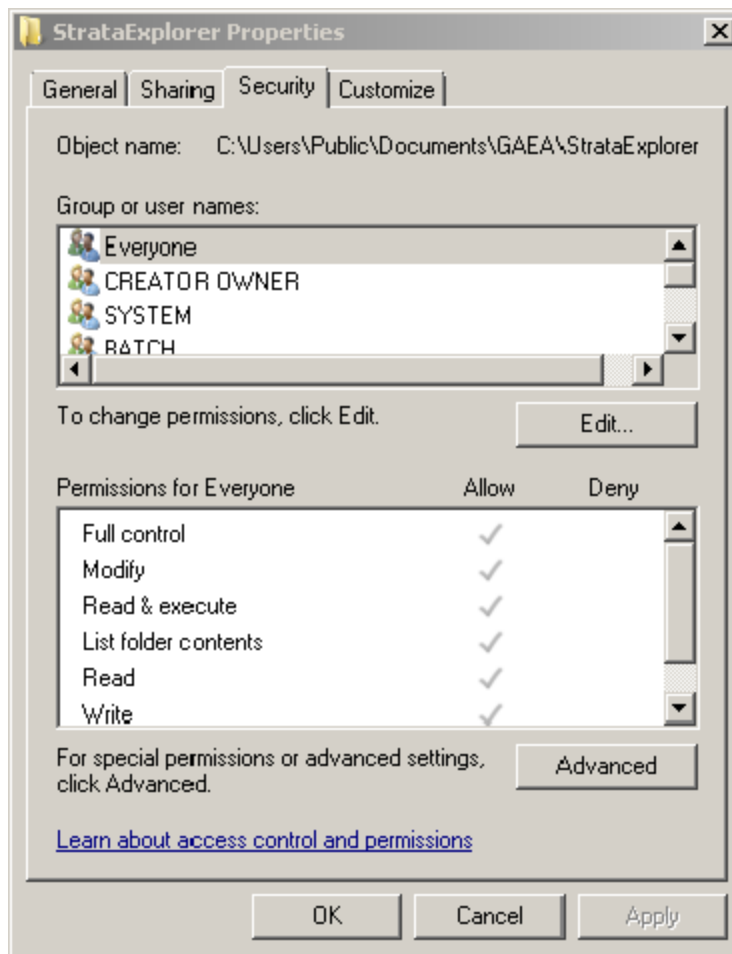 StrataExplorer Properties
General Sharing Security Customize
Object name: C:\Users\Public\Documents\GAEA\StrataExplorer
Group or user names:
Everyone
CREATOR OWNER
SYSTEM
BATCH
To change permissions, click Edit.
Edit...
Permissions for Everyone Allow Deny
Full control
Modify
Read & execute
List folder contents
Read
Write
For special permissions or advanced settings,
click Advanced.
Advanced
Learn about access control and permissions
OK Cancel Apply